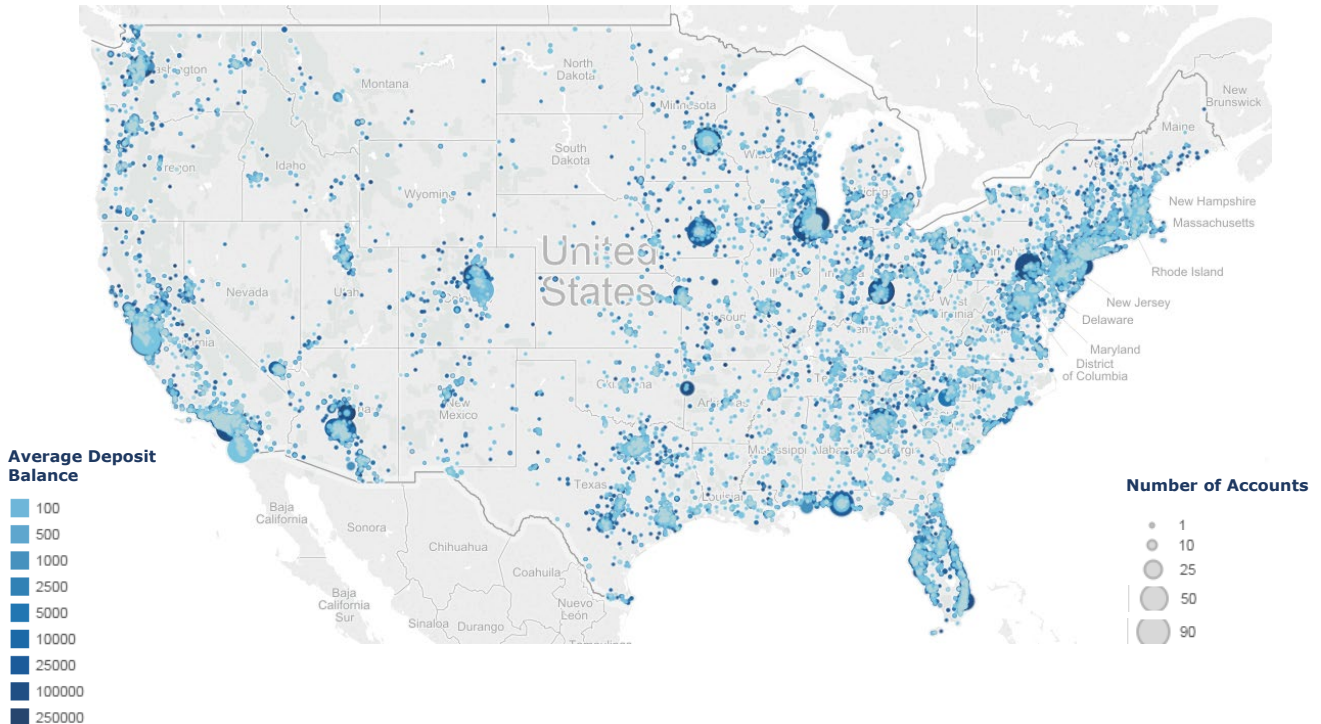 North
Dakota
Montana
Minnesota
New
Brunswick
Maine
South
Dakota
Idaho
Wyoming
New Hampshire
Massachusetts
United
States
Rhode Island
Nevada
Utah
New Jersey
Delaware
Maryland
District
of Columbia
West
Virginia
New
Mexico
Texas
Average Deposit
Balance
100
500
1000
2500
5000
10000
25000
100000
250000
Baja
California
Sonora
Chihuahua
Coahuila
Baja
California
Sur
Sinaloa
Durango
Nuevo
León
Number of Accounts
1
10
25
50
90